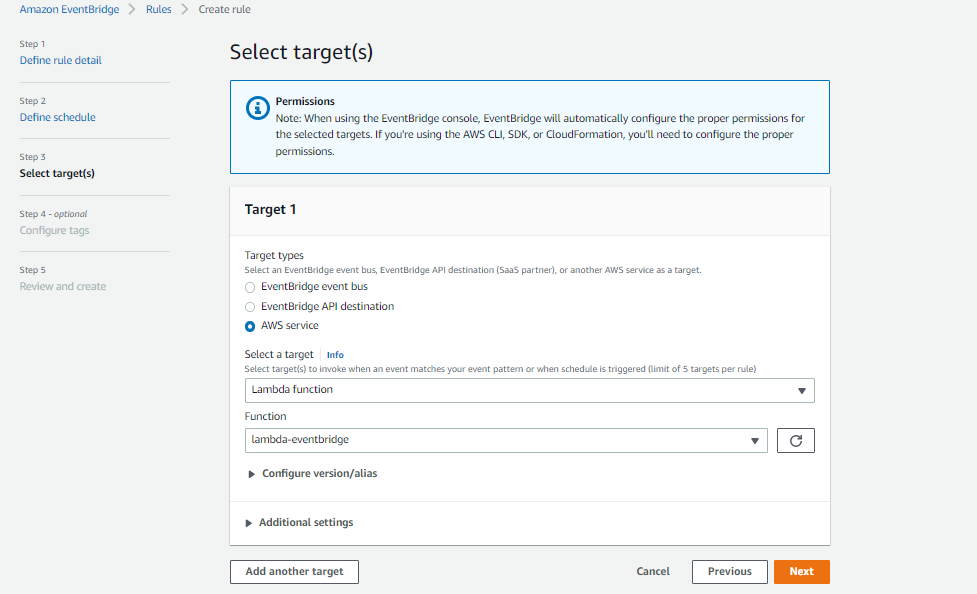 Amazon EventBridge > Rules > Create rule
Step 1
Define rule detail
Step 2
Define schedule
Step 3
Select target(s)
Step 4 - optional
Configure tags
Step 5
Review and create
Select target(s)
Permissions
Note: When using the EventBridge console, EventBridge will automatically configure the proper permissions for
the selected targets. If you're using the AWS CLI, SDK, or CloudFormation, you'll need to configure the proper
permissions.
Target 1
Target types
Select an EventBridge event bus, EventBridge API destination (SaaS partner), or another AWS service as a target.
EventBridge event bus
EventBridge API destination
AWS service
Select a target Info
Select target(s) to invoke when an event matches your event pattern or when schedule is triggered (limit of 5 targets per rule)
Lambda function
Function
lambda-eventbridge
Configure version/alias
Additional settings
Add another target Cancel Previous Next